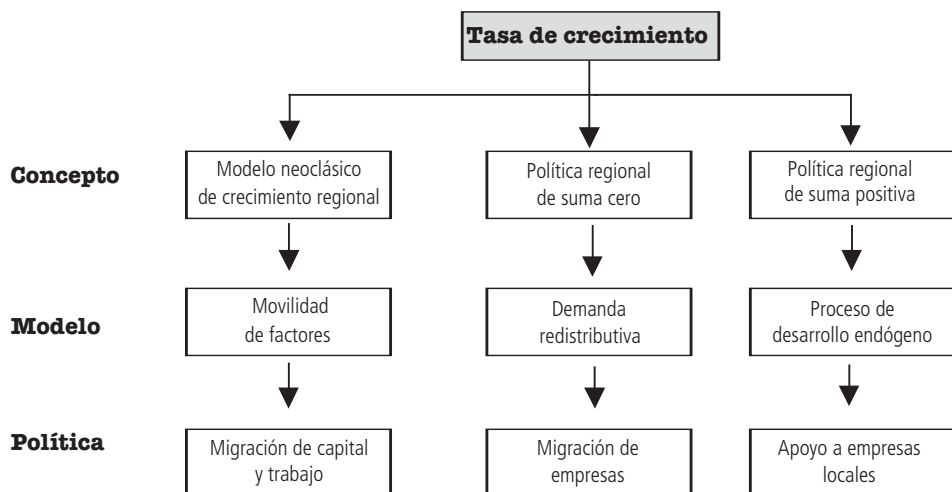 Tasa de crecimiento
Concepto
Modelo neoclásico
de crecimiento regional
Política regional
de suma cero
Política regional
de suma positiva
Modelo
Movilidad
de factores
Demanda
redistributiva
Proceso de
desarrollo endógeno
Política
Migración de capital
y trabajo
Migración de
empresas
Apoyo a empresas
locales